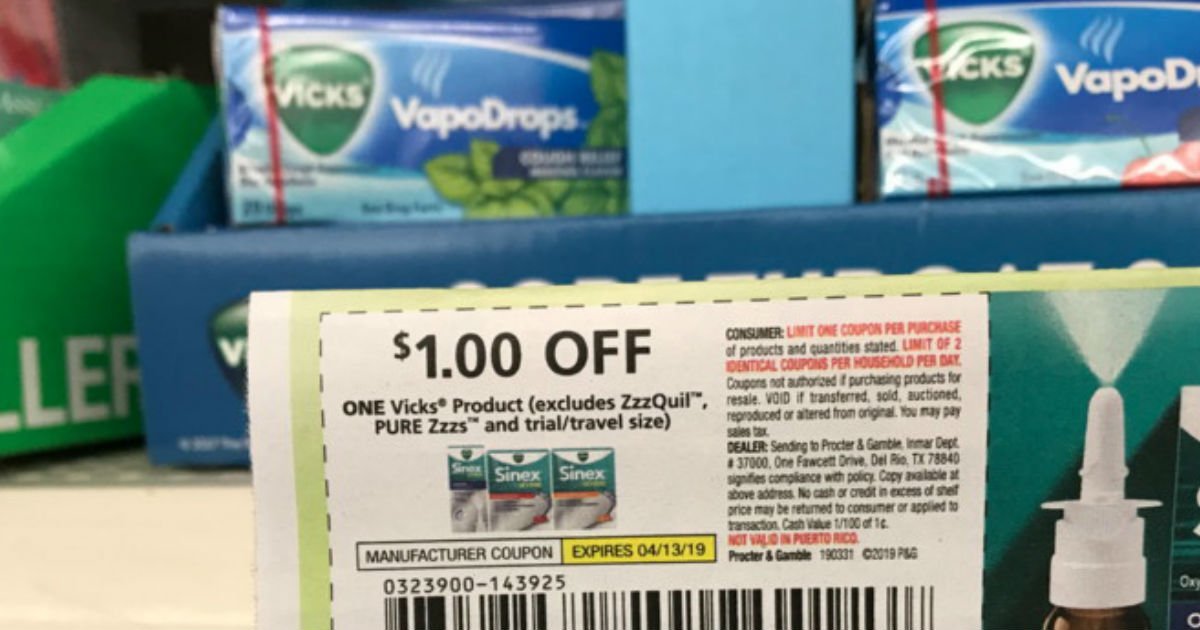 VICKS
VapoDrops
COUGH RELIEF
MENTHOL FLAVOR
VICKS
VapoD
LLER
V
$1.00 OFF
ONE Vicks® Product (excludes ZzzQuil™,
PURE Zzzs™ and trial/travel size)
Sinex
Sinex
Sinex
MANUFACTURER COUPON
EXPIRES 04/13/19
0323900-143925
CONSUMER: LIMIT ONE COUPON PER PURCHASE
of products and quantities stated. LIMIT OF 2
IDENTICAL COUPONS PER HOUSEHOLD PER DAY.
Coupons not authorized if purchasing products for
resale. VOID if transferred, sold, auctioned,
reproduced or altered from original. You may pay
sales tax.
DEALER: Sending to Procter & Gamble, Inmar Dept.
# 37000, One Fawcett Drive, Del Rio, TX 78840
signifies compliance with policy. Copy available at
above address. No cash or credit in excess of shelf
price may be returned to consumer or applied to
transaction. Cash Value 1/100 of 1¢.
NOT VALID IN PUERTO RICO.
Procter & Gamble 190331 ©2019 P&G
Oxy